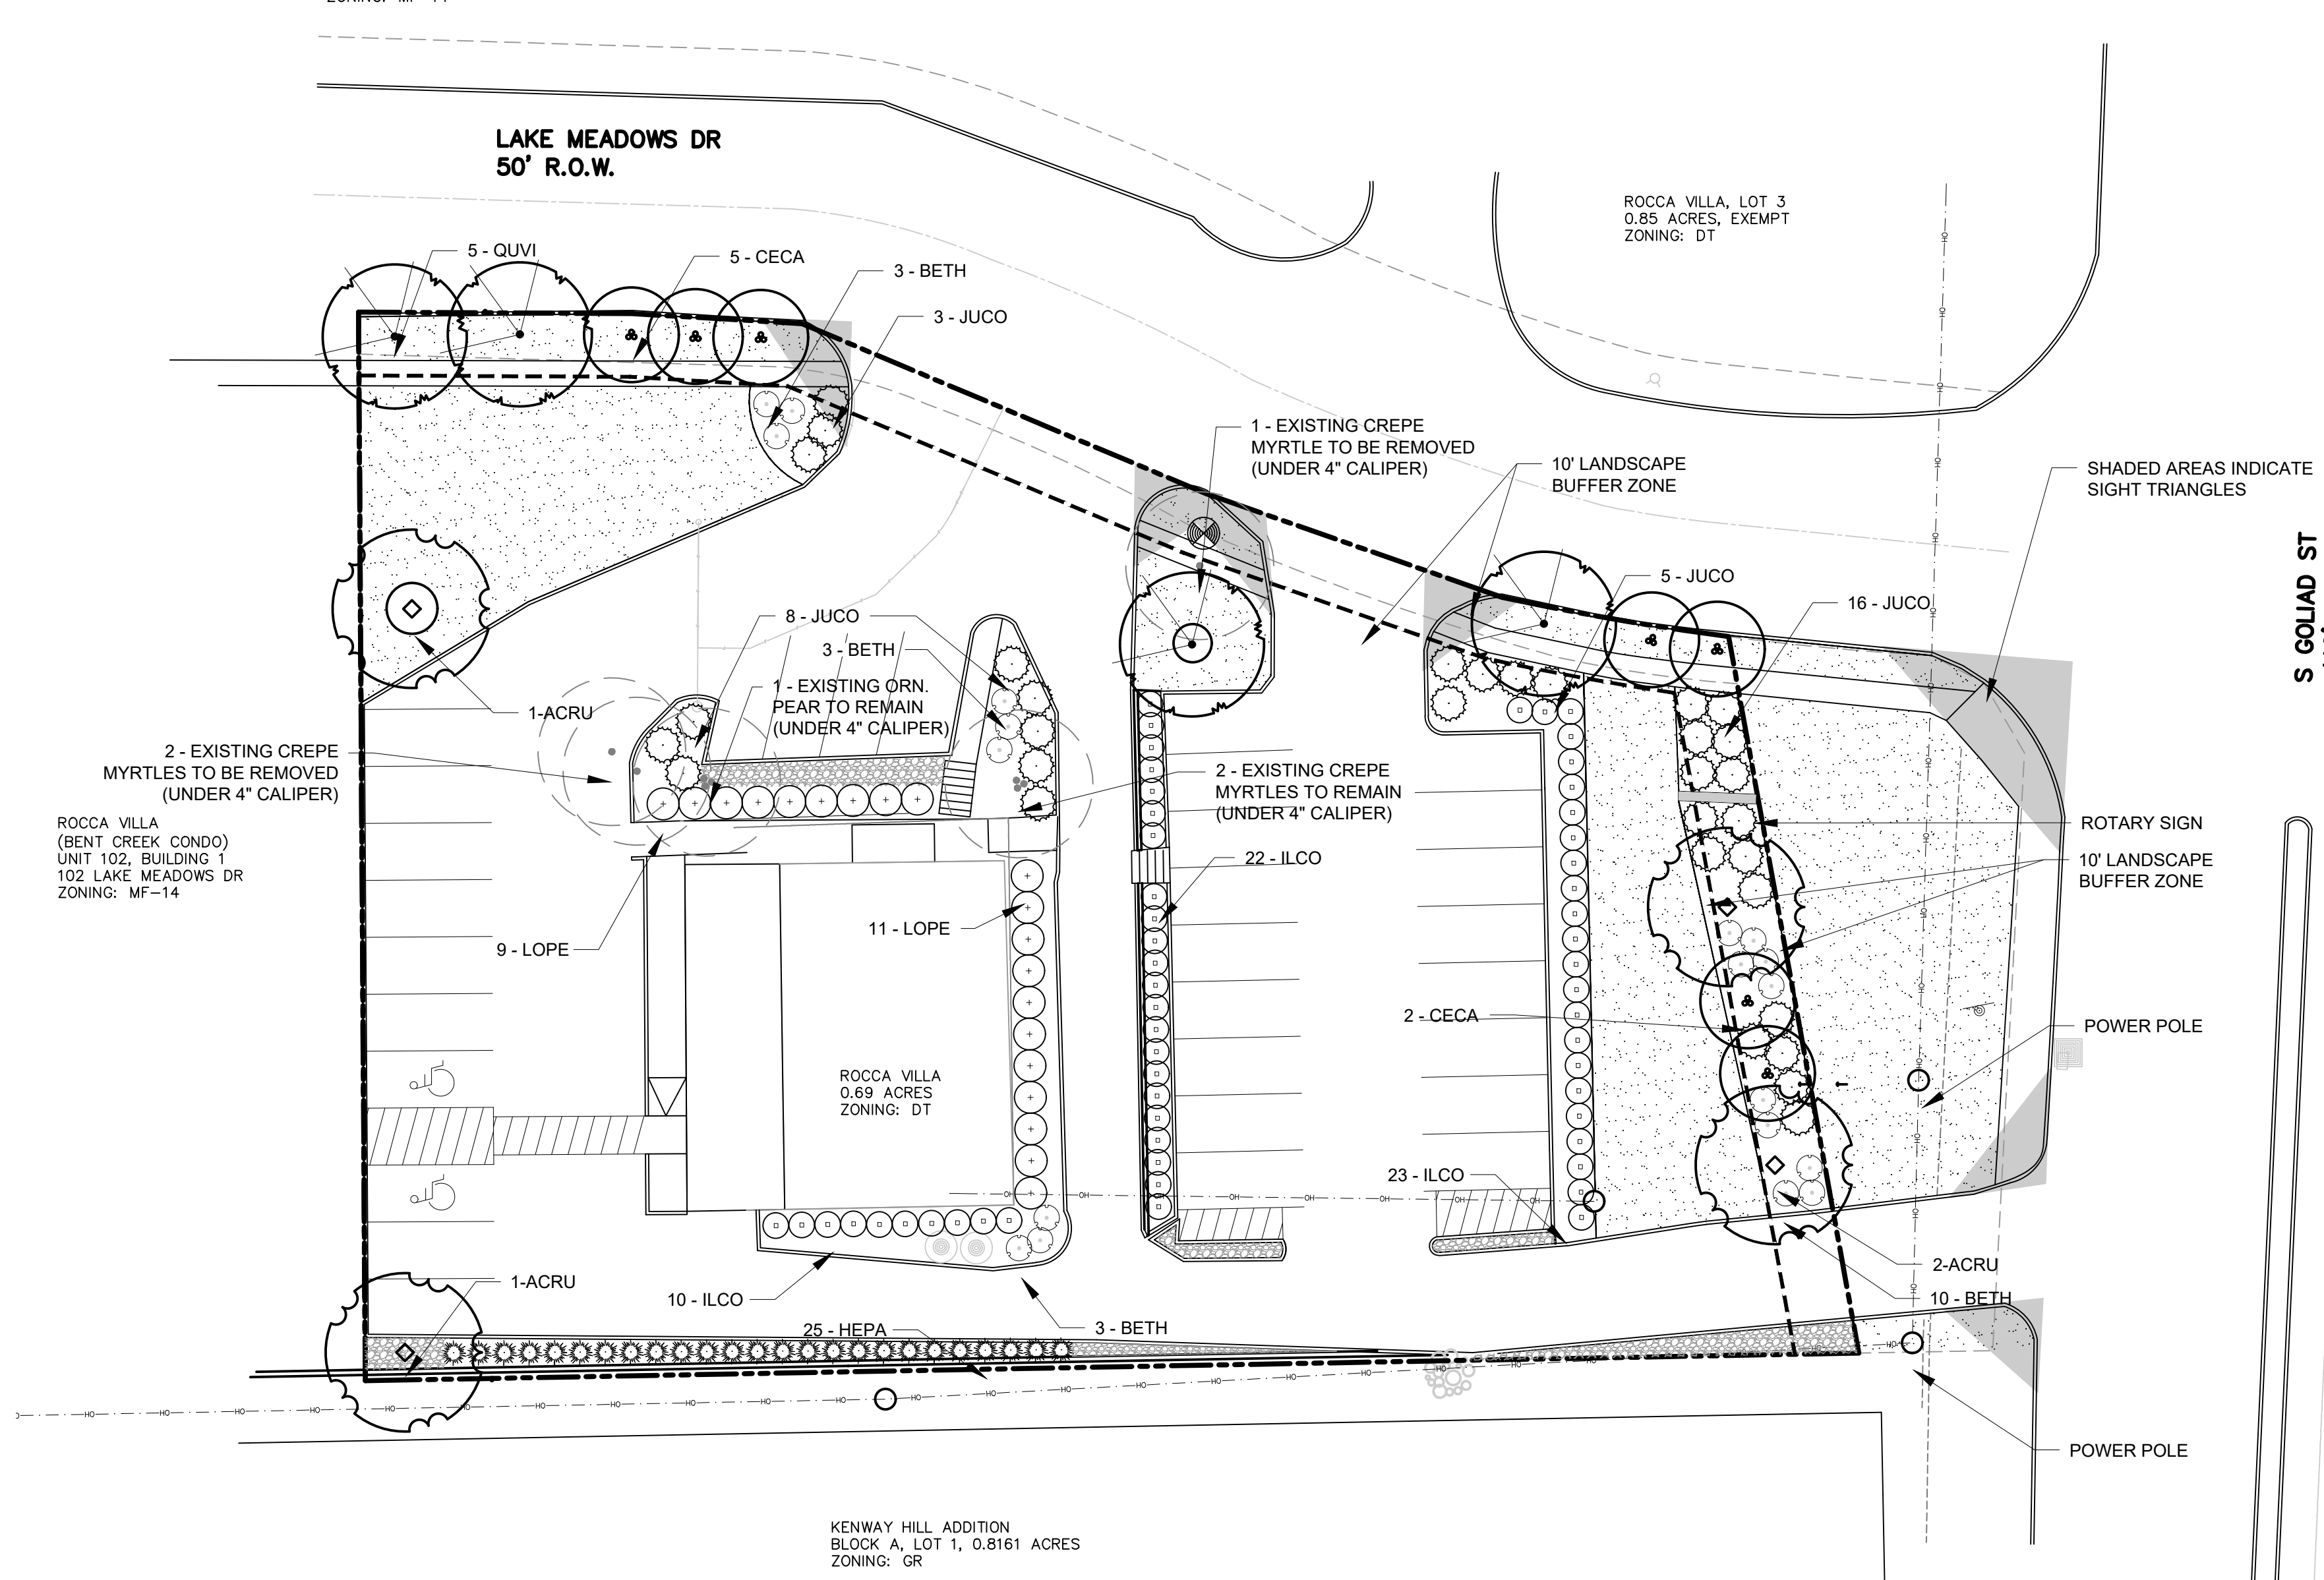 LAKE MEADOWS DR
50' R.O.W.
ROCCA VILLA, LOT 3
0.85 ACRES, EXEMPT
ZONING: DT
5 - QUVI
5 - CECA
3 - BETH
3 - JUCO
1 - EXISTING CREPE
MYRTLE TO BE REMOVED
(UNDER 4" CALIPER)
10' LANDSCAPE
BUFFER ZONE
SHADED AREAS INDICATE
SIGHT TRIANGLES
S GOLIAD ST
5 - JUCO
16 - JUCO
8 - JUCO
3 - BETH
1 - EXISTING ORN.
PEAR TO REMAIN
(UNDER 4" CALIPER)
1-ACRU
2 - EXISTING CREPE
MYRTLES TO BE REMOVED
(UNDER 4" CALIPER)
2 - EXISTING CREPE
MYRTLES TO REMAIN
(UNDER 4" CALIPER)
ROCCA VILLA
(BENT CREEK CONDO)
UNIT 102, BUILDING 1
102 LAKE MEADOWS DR
ZONING: MF-14
ROTARY SIGN
22 - ILCO
10' LANDSCAPE
BUFFER ZONE
11 - LOPE
9 - LOPE
2 - CECA
POWER POLE
ROCCA VILLA
0.69 ACRES
ZONING: DT
23 - ILCO
2-ACRU
1-ACRU
10 - ILCO
10 - BETH
25 - HEPA
3 - BETH
POWER POLE
KENWAY HILL ADDITION
BLOCK A, LOT 1, 0.8161 ACRES
ZONING: GR